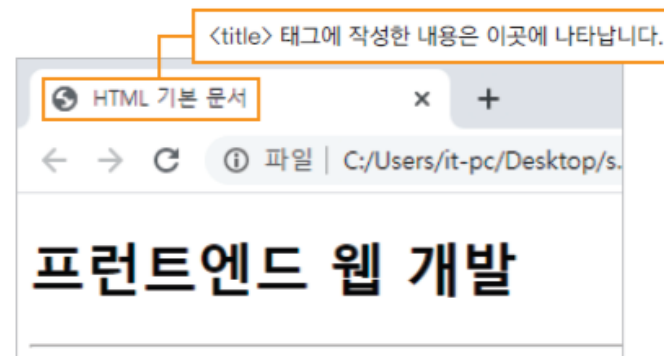 <title> 태그에 작성한 내용은 이곳에 나타납니다.
HTML 기본 문서
파일 | C:/Users/it-pc/Desktop/s.
프런트엔드 웹 개발